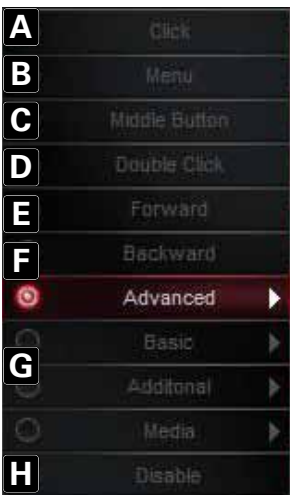 A Click
B Menu
C Middle Button
D Double Click
E Forward
F Backward
Advanced
Basic
G Additonal
Media
H Disable